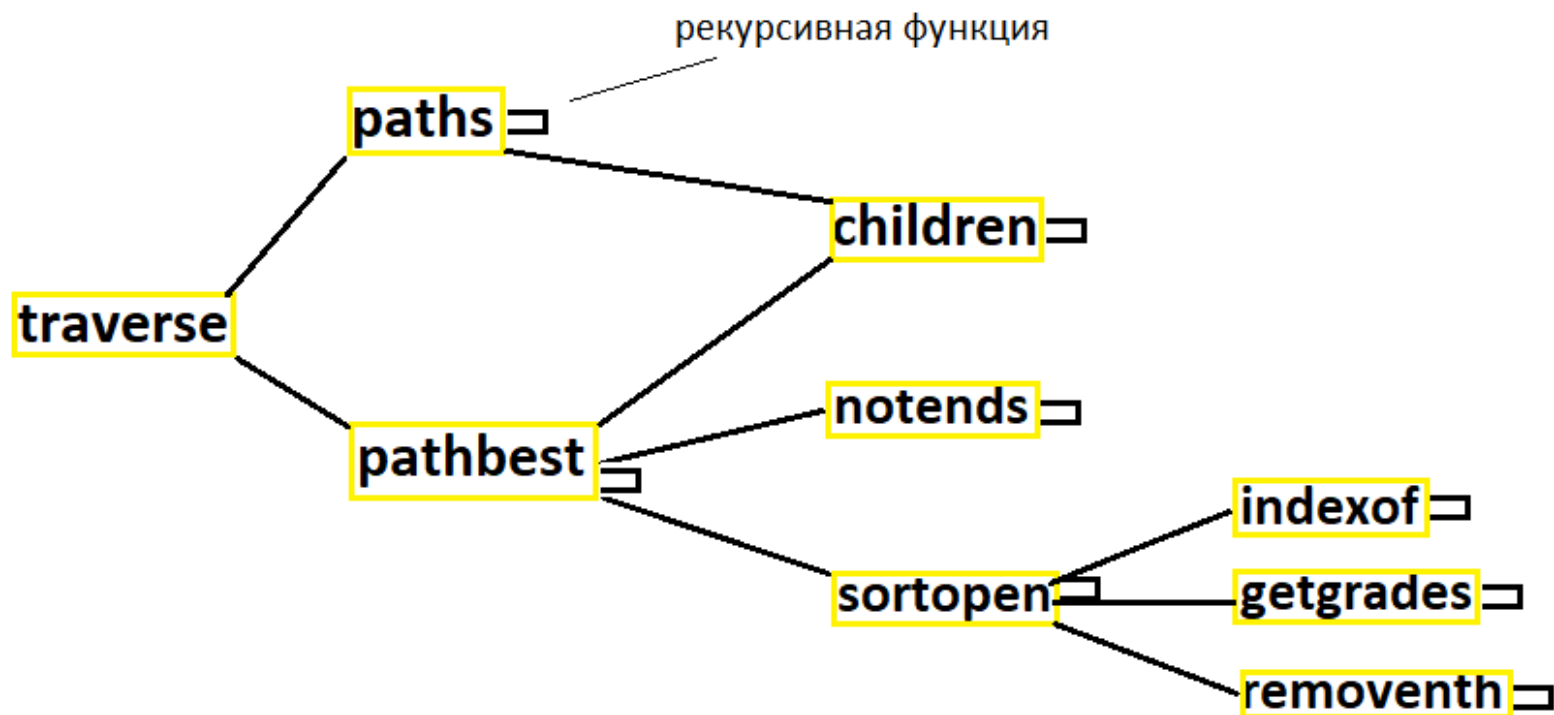 рекурсивная функция
paths
children
traverse
notends
pathbest
indexof
sortopen
getgrades
removenth